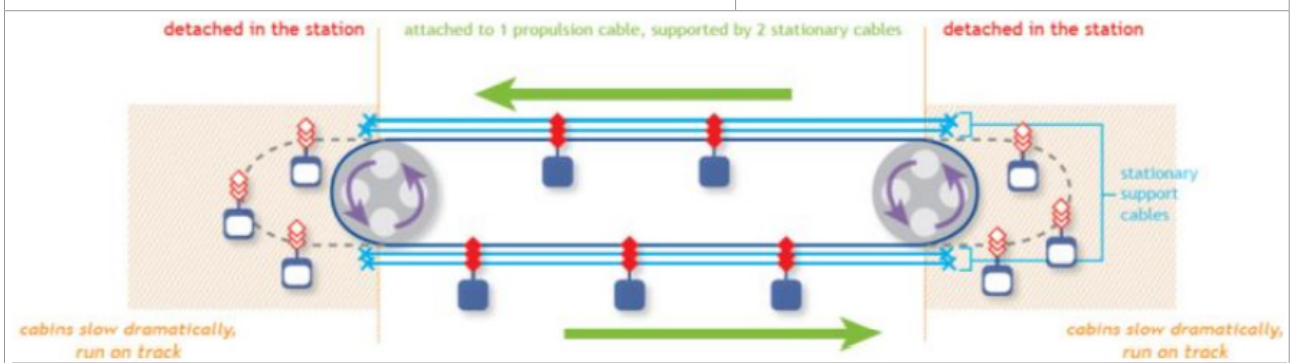 detached in the station
attached to 1 propulsion cable, supported by 2 stationary cables
detached in the station
stationary
support
cables
cabins slow dramatically,
run on track
cabins slow dramatically,
run on track